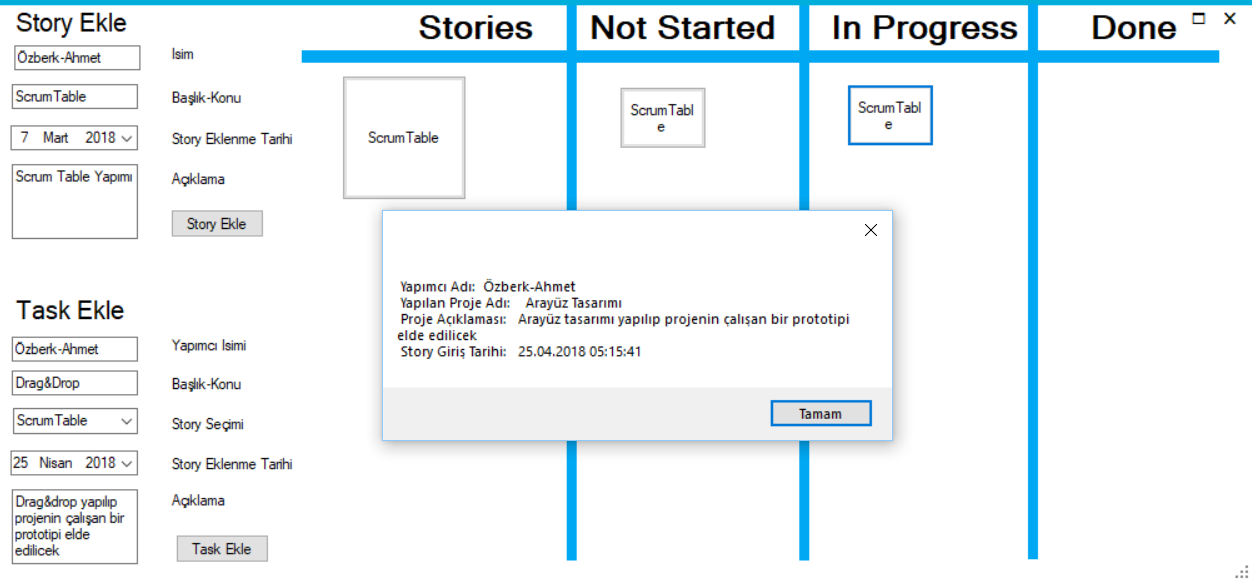 Story Ekle
Özberk-Ahmet
Isim
ScrumTable
Başlık-Konu
7 Mart 2018
Story Eklenme Tarihi
Scrum Table Yapımı
Açıklama
Story Ekle
Task Ekle
Özberk-Ahmet
Yapımcı Isimi
Drag&Drop
Başlık-Konu
ScrumTable
Story Seçimi
25 Nisan 2018
Story Eklenme Tarihi
Drag&drop yapılıp
projenin çalışan bir
prototipi elde
edilicek
Açıklama
Task Ekle
Stories
Not Started
In Progress
Done
ScrumTable
ScrumTabl
e
ScrumTabl
e
Yapımcı Adı: Özberk-Ahmet
Yapılan Proje Adı: Arayüz Tasarımı
Proje Açıklaması: Arayüz tasarımı yapılıp projenin çalışan bir prototipi
elde edilicek
Story Giriş Tarihi: 25.04.2018 05:15:41
Tamam